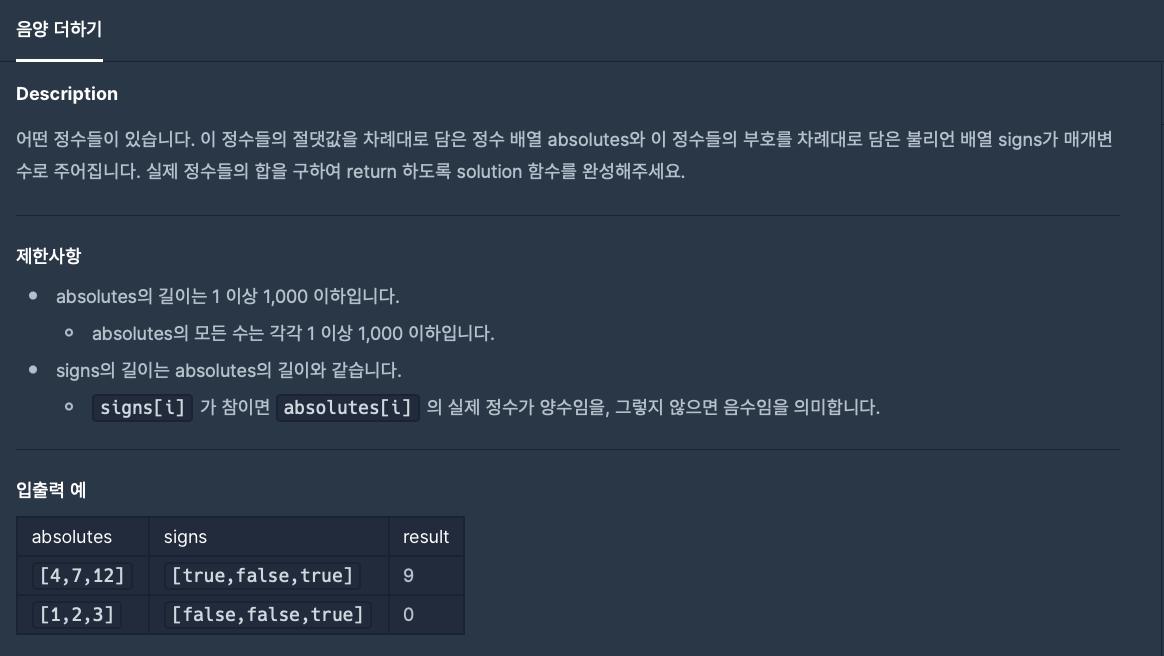 음양 더하기
Description
어떤 정수들이 있습니다. 이 정수들의 절댓값을 차례대로 담은 정수 배열 absolutes와 이 정수들의 부호를 차례대로 담은 불리언 배열 signs가 매개변
수로 주어집니다. 실제 정수들의 합을 구하여 return 하도록 solution 함수를 완성해주세요.
제한사항
absolutes의 길이는 1 이상 1,000 이하입니다.
absolutes의 모든 수는 각각 1 이상 1,000 이하입니다.
signs의 길이는 absolutes의 길이와 같습니다.
signs[i] 가 참이면 absolutes[i] 의 실제 정수가 양수임을, 그렇지 않으면 음수임을 의미합니다.
입출력 예
absolutes signs result
[4,7,12] [true,false,true] 9
[1,2,3] [false,false,true] 0